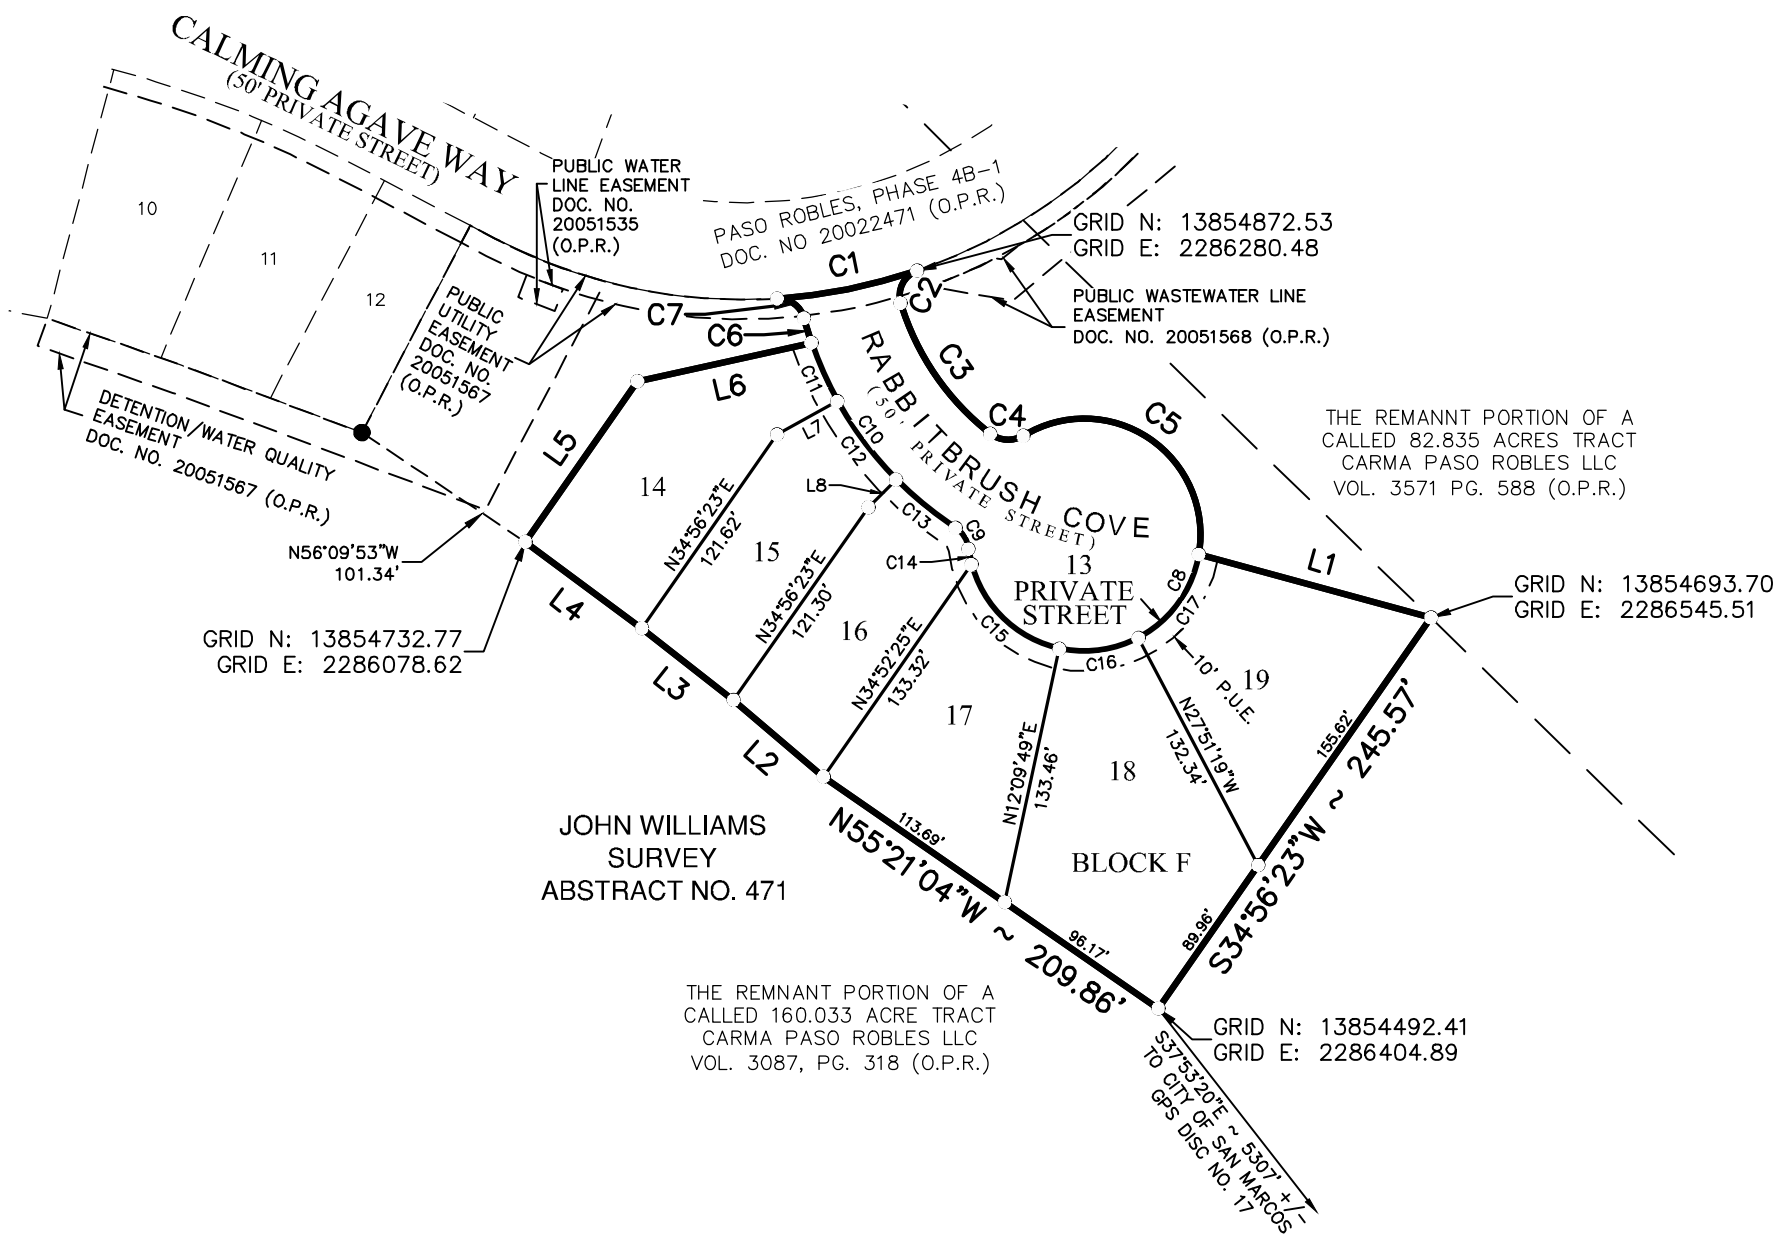 CALMING AGAVE WAY
(50' PRIVATE STREET)
10
11
12
PUBLIC WATER
LINE EASEMENT
DOC. NO.
20051535
(O.P.R.)
PASO ROBLES, PHASE 4B-1
DOC. NO 20022471 (O.P.R.)
GRID N: 13854872.53
GRID E: 2286280.48
PUBLIC
UTILITY
EASEMENT
DOC. NO.
20051567
(O.P.R.)
C1
C2
C7
C6
PUBLIC WASTEWATER LINE
EASEMENT
DOC. NO. 20051568 (O.P.R.)
RABBITBRUSH COVE
(50' PRIVATE STREET)
C3
C4
C5
L6
C11
L7
C10
C12
L8
C13
C9
C14
DETENTION/WATER QUALITY
EASEMENT
DOC. NO. 20051567 (O.P.R.)
L5
14
N34°56'23"E
121.62'
15
N34°56'23"E
121.30'
16
N34°52'25"E
133.32'
THE REMANNT PORTION OF A
CALLED 82.835 ACRES TRACT
CARMA PASO ROBLES LLC
VOL. 3571 PG. 588 (O.P.R.)
N56°09'53"W
101.34'
13
PRIVATE
STREET
C8
C17
C15
C16
10' P.U.E.
L1
GRID N: 13854693.70
GRID E: 2286545.51
L4
GRID N: 13854732.77
GRID E: 2286078.62
L3
L2
17
N12°09'49"E
133.46'
18
N27°51'19"W
132.34'
19
155.62'
S34°56'23"W ~ 245.57'
89.96'
113.69'
N55°21'04"W ~ 209.86'
96.17'
BLOCK F
JOHN WILLIAMS
SURVEY
ABSTRACT NO. 471
THE REMNANT PORTION OF A
CALLED 160.033 ACRE TRACT
CARMA PASO ROBLES LLC
VOL. 3087, PG. 318 (O.P.R.)
GRID N: 13854492.41
GRID E: 2286404.89
S37°53'20"E ~ 5307' +/-
TO CITY OF SAN MARCOS
GPS DISC NO. 17